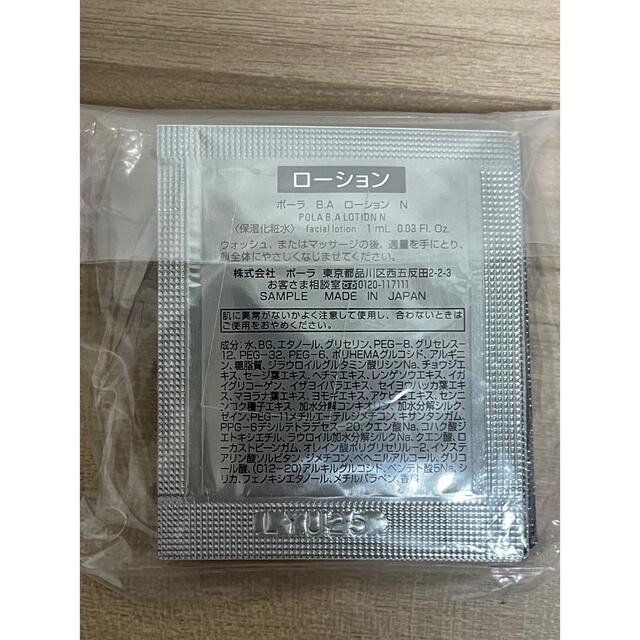 ローション
ポーラ B.A ローション N
POLA B.A LOTION N
〈保湿化粧水〉 facial lotion 1 mL 0.03 Fl. Oz.
ウォッシュ、またはマッサージの後、適量を手にとり、
顔全体にやさしくなじませてください。
株式会社 ポーラ 東京都品川区西五反田2-2-3
お客さま相談室 0120-117111
SAMPLE MADE IN JAPAN
肌に異常がないかよく注意して使用し、合わないときは
ご使用をおやめください。
成分：水、BG、エタノール、グリセリン、PEG-8、グリセレス-
12、PEG-32、PEG-6、ポリHEMAグルコシド、アルギニ
ン、糖脂質、ジラウロイルグルタミン酸リシンNa、チョウジエ
キス、セージ葉エキス、ヘチマエキス、レンゲソウエキス、イガイ
グリコーゲン、イザヨイバラエキス、セイヨウハッカ葉エキ
ス、マヨラナ葉エキス、ヨモギエキス、アケビエキス、センニ
ンコク種子エキス、加水分解コンキオリン、加水分解シルク、
ゼイン、PEG-11メチルエーテルジメチコン、キサンタンガム、
PPG-6デシルテトラデセス-20、クエン酸Na、コハク酸ジ
エトキシエチル、ラウロイル加水分解シルクNa、クエン酸、ロ
ーカストビーンガム、オレイン酸ポリグリセリル-2、イソステ
アリン酸ソルビタン、ジメチコン、ベヘニルアルコール、グリコ
ール酸、(C12-20)アルキルグルコシド、ペンテト酸5Na、シ
リカ、フェノキシエタノール、メチルパラベン、香料
LYU25